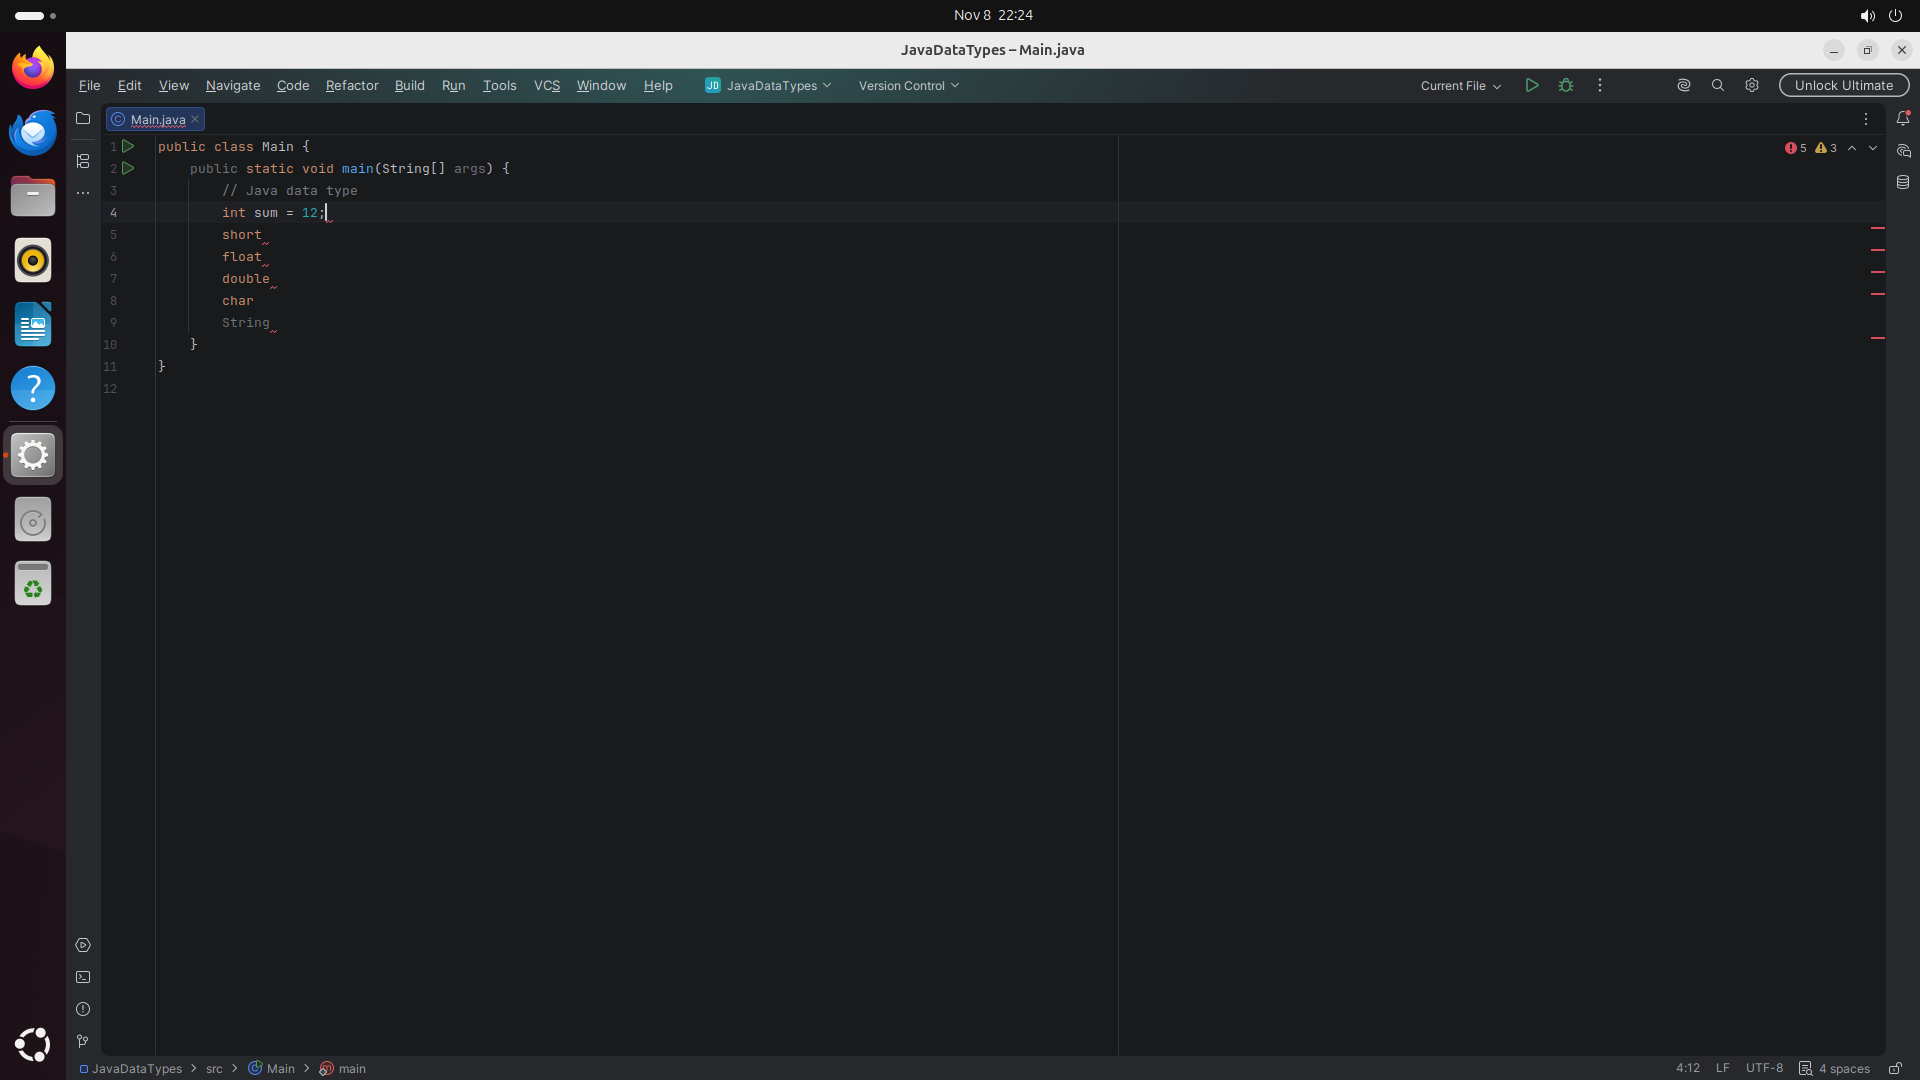 Nov 8 22:24
JavaDataTypes – Main.java
File Edit View Navigate Code Refactor Build Run Tools VCS Window Help JD JavaDataTypes Version Control Current File Unlock Ultimate
Main.java
1 public class Main {
2 public static void main(String[] args) {
3 // Java data type
4 int sum = 12;
5 short
6 float
7 double
8 char
9 String
10 }
11 }
12
5 3
JavaDataTypes > src > Main > main
4:12 LF UTF-8 4 spaces